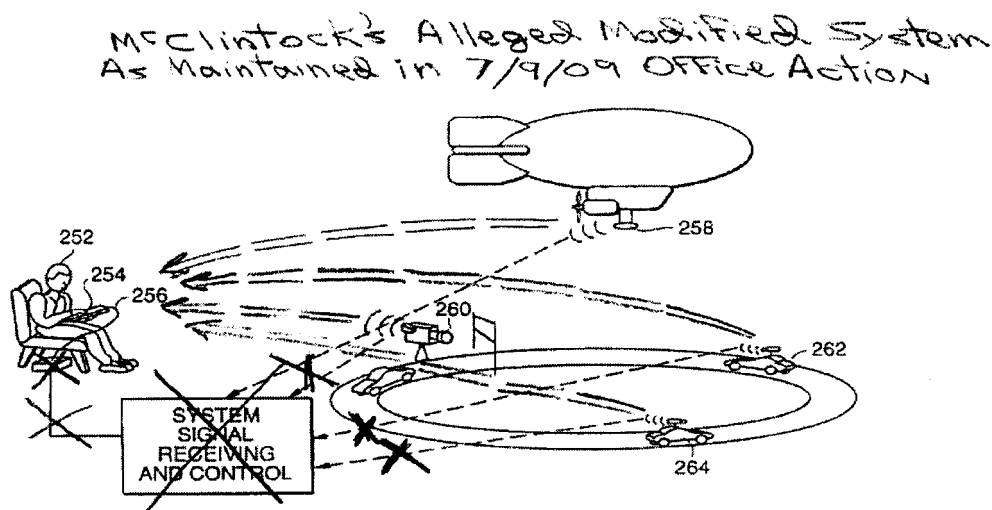 McClintock's Alleged Modified System
As Maintained in 7/9/09 Office Action
258
252
254
256
260
262
SYSTEM
SIGNAL
RECEIVING
AND CONTROL
264